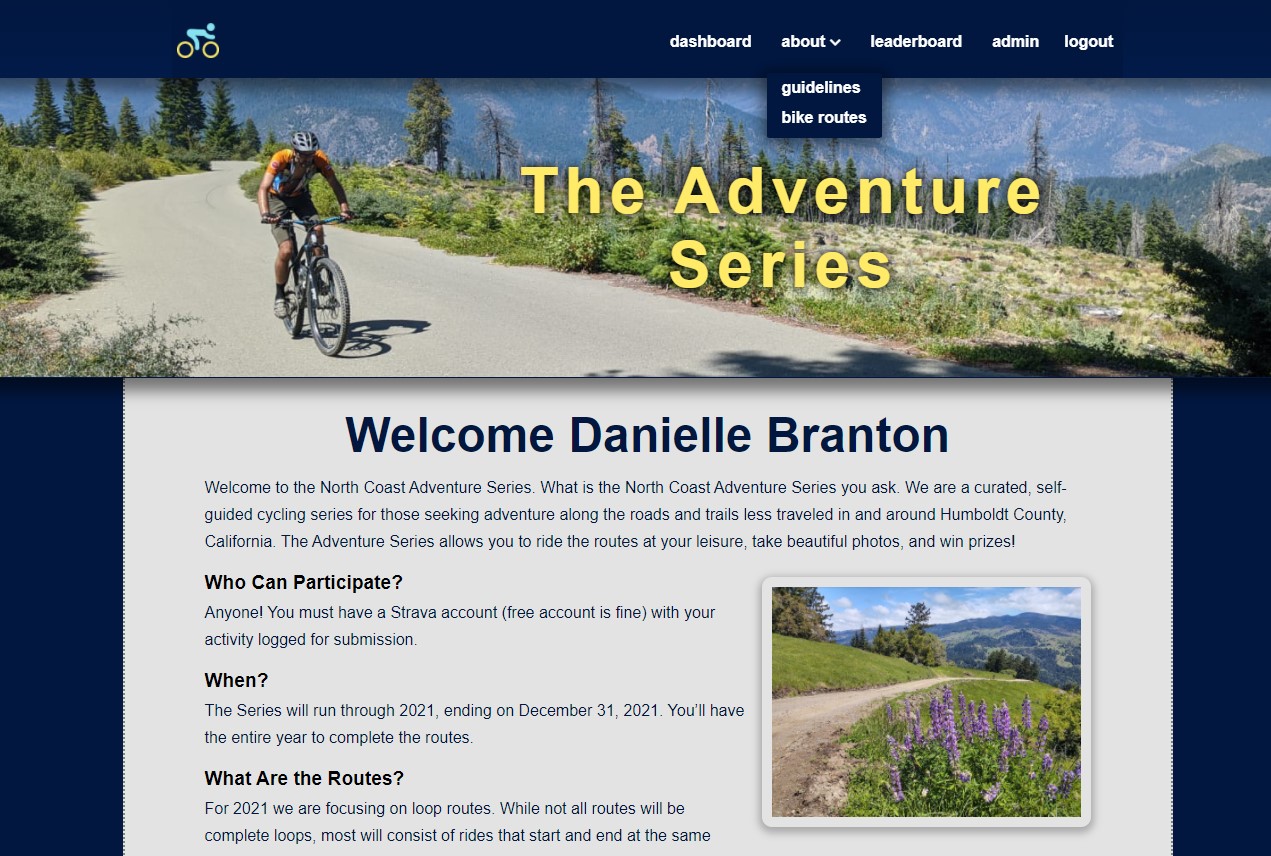 dashboard about leaderboard admin logout
guidelines
bike routes
The Adventure
Series
Welcome Danielle Branton
Welcome to the North Coast Adventure Series. What is the North Coast Adventure Series you ask. We are a curated, self-
guided cycling series for those seeking adventure along the roads and trails less traveled in and around Humboldt County,
California. The Adventure Series allows you to ride the routes at your leisure, take beautiful photos, and win prizes!
Who Can Participate?
Anyone! You must have a Strava account (free account is fine) with your
activity logged for submission.
When?
The Series will run through 2021, ending on December 31, 2021. You’ll have
the entire year to complete the routes.
What Are the Routes?
For 2021 we are focusing on loop routes. While not all routes will be
complete loops, most will consist of rides that start and end at the same